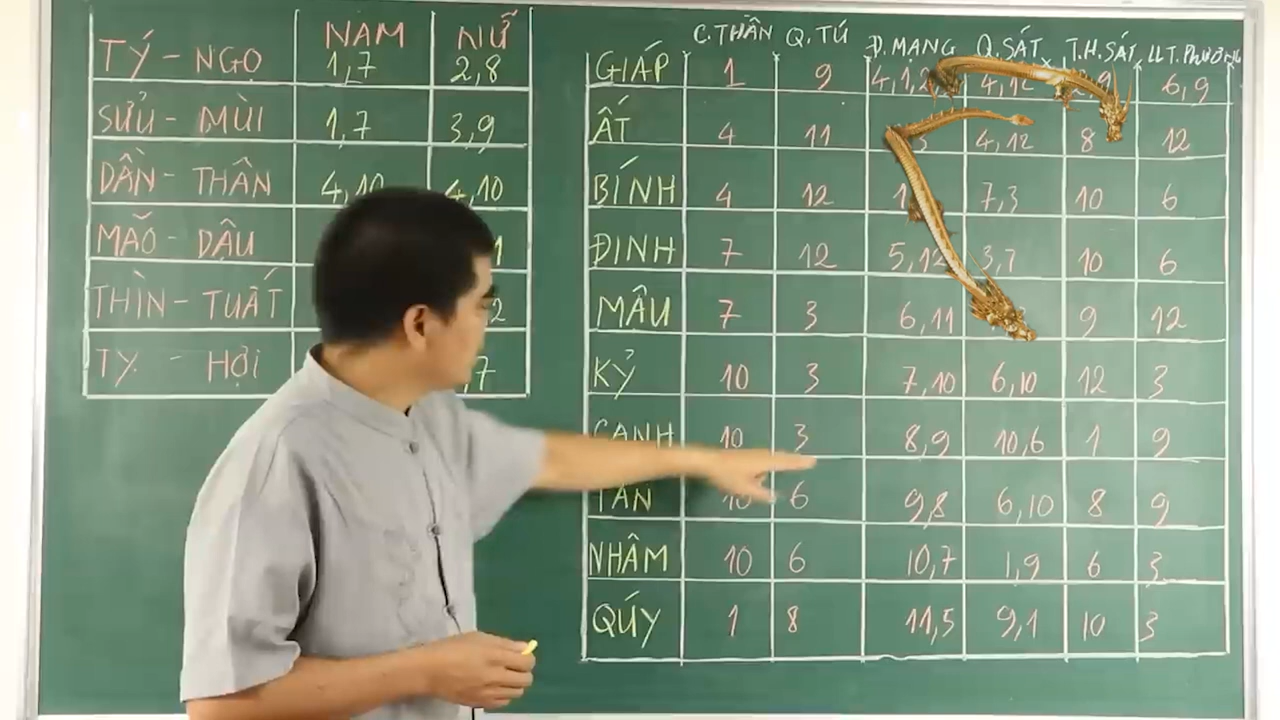 NAM NỮ
TÝ - NGỌ 1,7 2,8
SỬU - MÙI 1,7 3,9
DẦN - THÂN 4,10 4,10
MÃO - DẬU
THÌN - TUẤT
TỴ - HỢI
C.THẦN Q.TÚ Đ.MẠNG Q.SÁT T.H.SÁT LLT.PHƯƠNG
GIÁP 1 9 4,12 6,9
ẤT 4 11 4,12 8 12
BÍNH 4 12 7,3 10 6
ĐINH 7 12 5,12 3,7 10 6
MẬU 7 3 6,11 9 12
KỶ 10 3 7,10 6,10 12 3
CANH 10 3 8,9 10,6 1 9
TÂN 10 6 9,8 6,10 8 9
NHÂM 10 6 10,7 1,9 6 3
QÚY 1 8 11,5 9,1 10 3